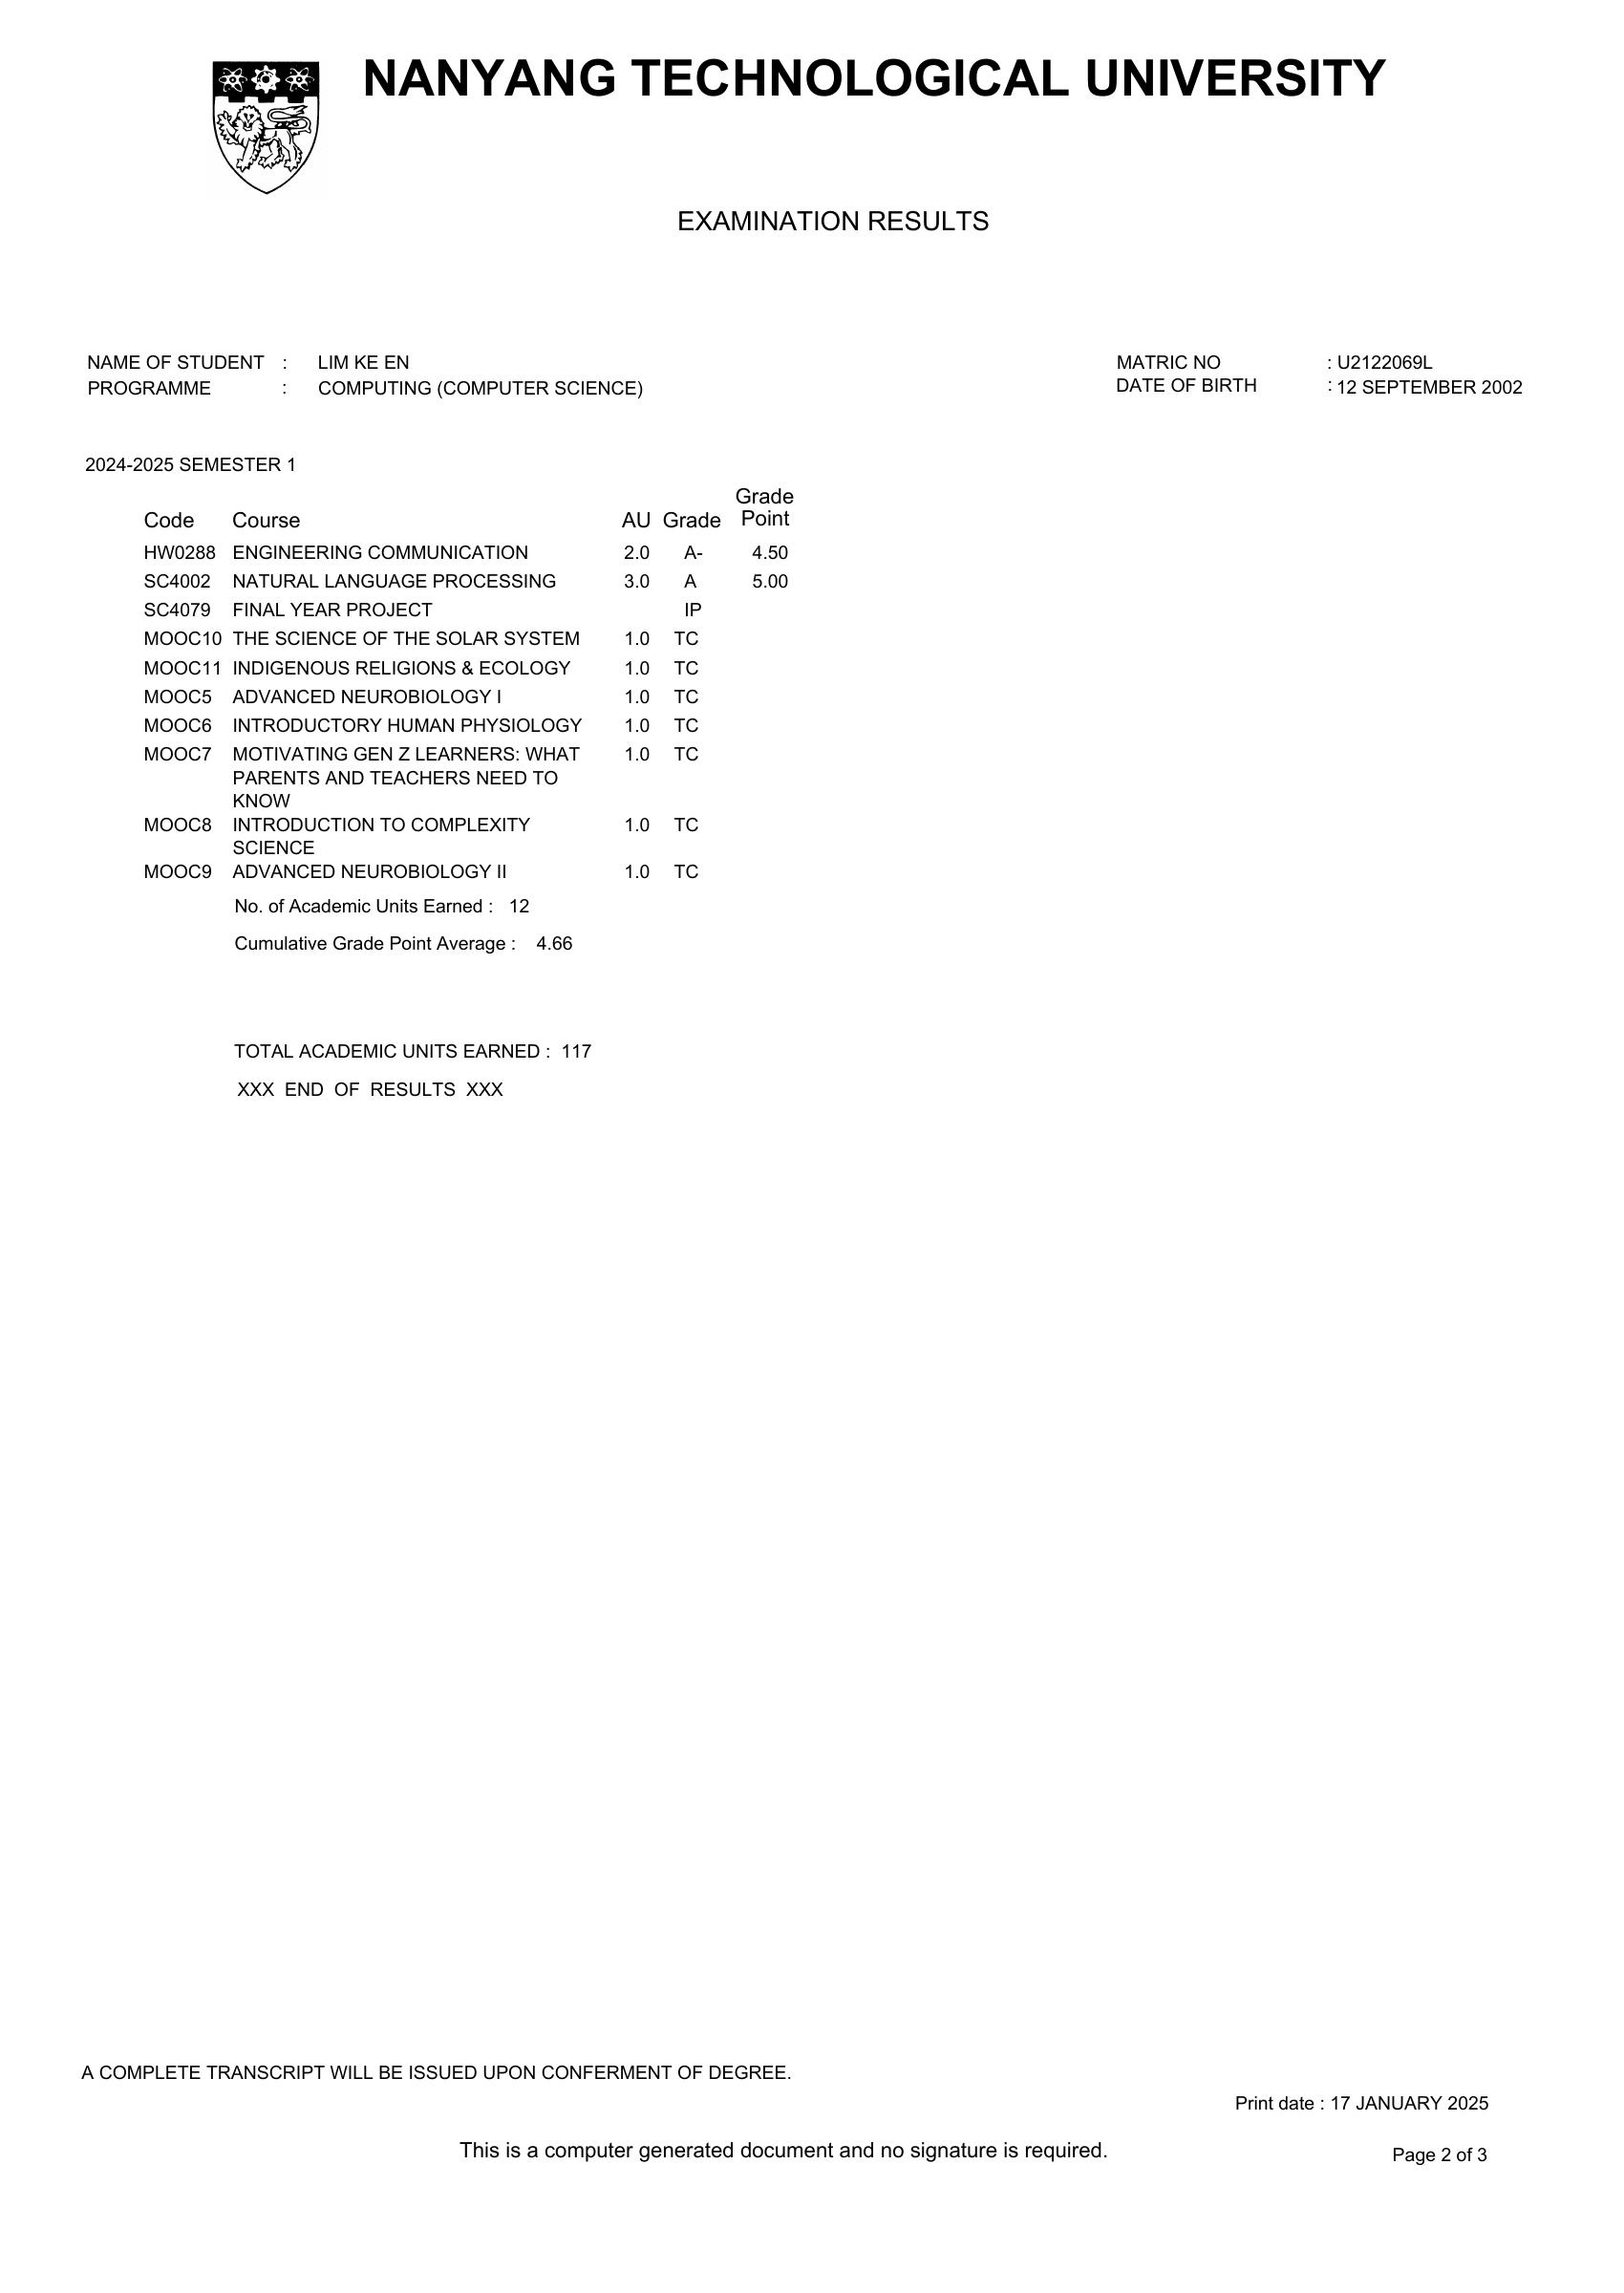 NANYANG TECHNOLOGICAL UNIVERSITY
EXAMINATION RESULTS
NAME OF STUDENT : LIM KE EN MATRIC NO : U2122069L
PROGRAMME : COMPUTING (COMPUTER SCIENCE) DATE OF BIRTH : 12 SEPTEMBER 2002
2024-2025 SEMESTER 1
Code Course AU Grade Grade Point
HW0288 ENGINEERING COMMUNICATION 2.0 A- 4.50
SC4002 NATURAL LANGUAGE PROCESSING 3.0 A 5.00
SC4079 FINAL YEAR PROJECT IP
MOOC10 THE SCIENCE OF THE SOLAR SYSTEM 1.0 TC
MOOC11 INDIGENOUS RELIGIONS & ECOLOGY 1.0 TC
MOOC5 ADVANCED NEUROBIOLOGY I 1.0 TC
MOOC6 INTRODUCTORY HUMAN PHYSIOLOGY 1.0 TC
MOOC7 MOTIVATING GEN Z LEARNERS: WHAT 1.0 TC
PARENTS AND TEACHERS NEED TO
KNOW
MOOC8 INTRODUCTION TO COMPLEXITY 1.0 TC
SCIENCE
MOOC9 ADVANCED NEUROBIOLOGY II 1.0 TC
No. of Academic Units Earned : 12
Cumulative Grade Point Average : 4.66
TOTAL ACADEMIC UNITS EARNED : 117
XXX END OF RESULTS XXX
A COMPLETE TRANSCRIPT WILL BE ISSUED UPON CONFERMENT OF DEGREE.
Print date : 17 JANUARY 2025
This is a computer generated document and no signature is required.
Page 2 of 3